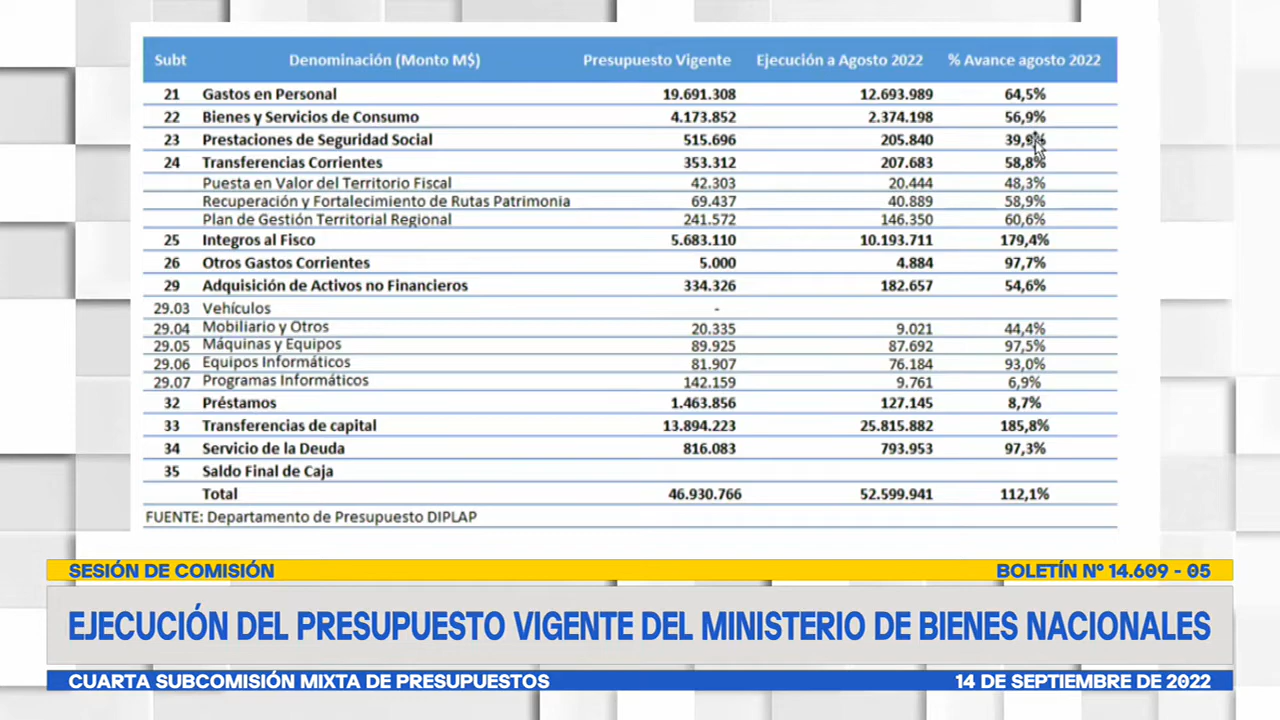 Subt Denominación (Monto M$) Presupuesto Vigente Ejecución a Agosto 2022 % Avance agosto 2022
21 Gastos en Personal 19.691.308 12.693.989 64,5%
22 Bienes y Servicios de Consumo 4.173.852 2.374.198 56,9%
23 Prestaciones de Seguridad Social 515.696 205.840 39,9%
24 Transferencias Corrientes 353.312 207.683 58,8%
Puesta en Valor del Territorio Fiscal 42.303 20.444 48,3%
Recuperación y Fortalecimiento de Rutas Patrimonia 69.437 40.889 58,9%
Plan de Gestión Territorial Regional 241.572 146.350 60,6%
25 Integros al Fisco 5.683.110 10.193.711 179,4%
26 Otros Gastos Corrientes 5.000 4.884 97,7%
29 Adquisición de Activos no Financieros 334.326 182.657 54,6%
29.03 Vehículos -
29.04 Mobiliario y Otros 20.335 9.021 44,4%
29.05 Máquinas y Equipos 89.925 87.692 97,5%
29.06 Equipos Informáticos 81.907 76.184 93,0%
29.07 Programas Informáticos 142.159 9.761 6,9%
32 Préstamos 1.463.856 127.145 8,7%
33 Transferencias de capital 13.894.223 25.815.882 185,8%
34 Servicio de la Deuda 816.083 793.953 97,3%
35 Saldo Final de Caja
Total 46.930.766 52.599.941 112,1%
FUENTE: Departamento de Presupuesto DIPLAP
SESIÓN DE COMISIÓN BOLETÍN Nº 14.609 - 05
EJECUCIÓN DEL PRESUPUESTO VIGENTE DEL MINISTERIO DE BIENES NACIONALES
CUARTA SUBCOMISIÓN MIXTA DE PRESUPUESTOS 14 DE SEPTIEMBRE DE 2022